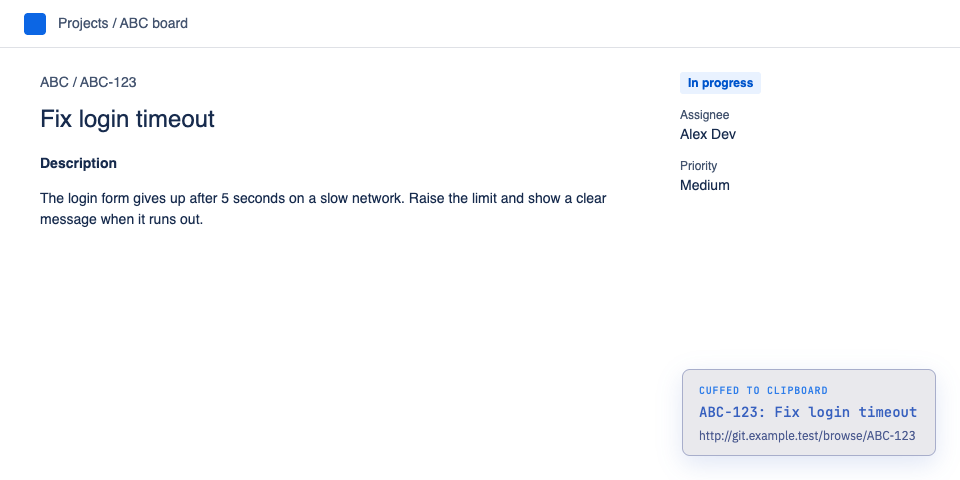 Projects / ABC board
ABC / ABC-123
Fix login timeout
Description
The login form gives up after 5 seconds on a slow network. Raise the limit and show a clear
message when it runs out.
In progress
Assignee
Alex Dev
Priority
Medium
CUFFED TO CLIPBOARD
ABC-123: Fix login timeout
http://git.example.test/browse/ABC-123